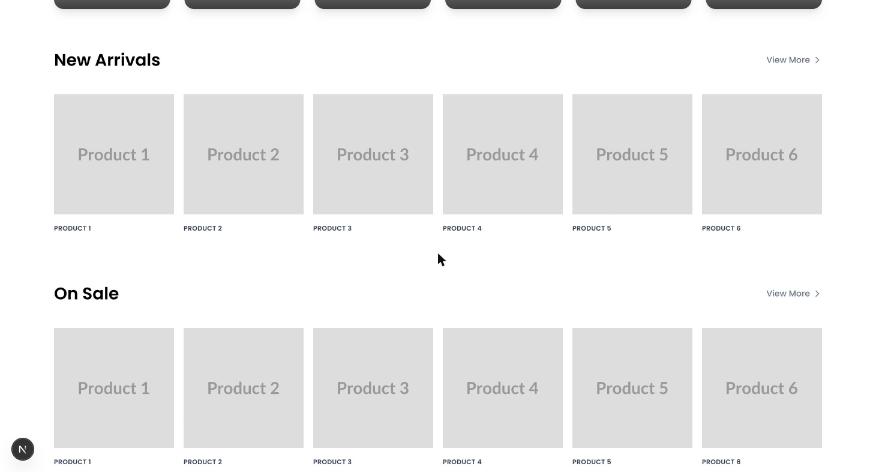 New Arrivals
View More
Product 1
Product 2
Product 3
Product 4
Product 5
Product 6
PRODUCT 1
PRODUCT 2
PRODUCT 3
PRODUCT 4
PRODUCT 5
PRODUCT 6
On Sale
View More
Product 1
Product 2
Product 3
Product 4
Product 5
Product 6
N
PRODUCT 1
PRODUCT 2
PRODUCT 3
PRODUCT 4
PRODUCT 5
PRODUCT 6